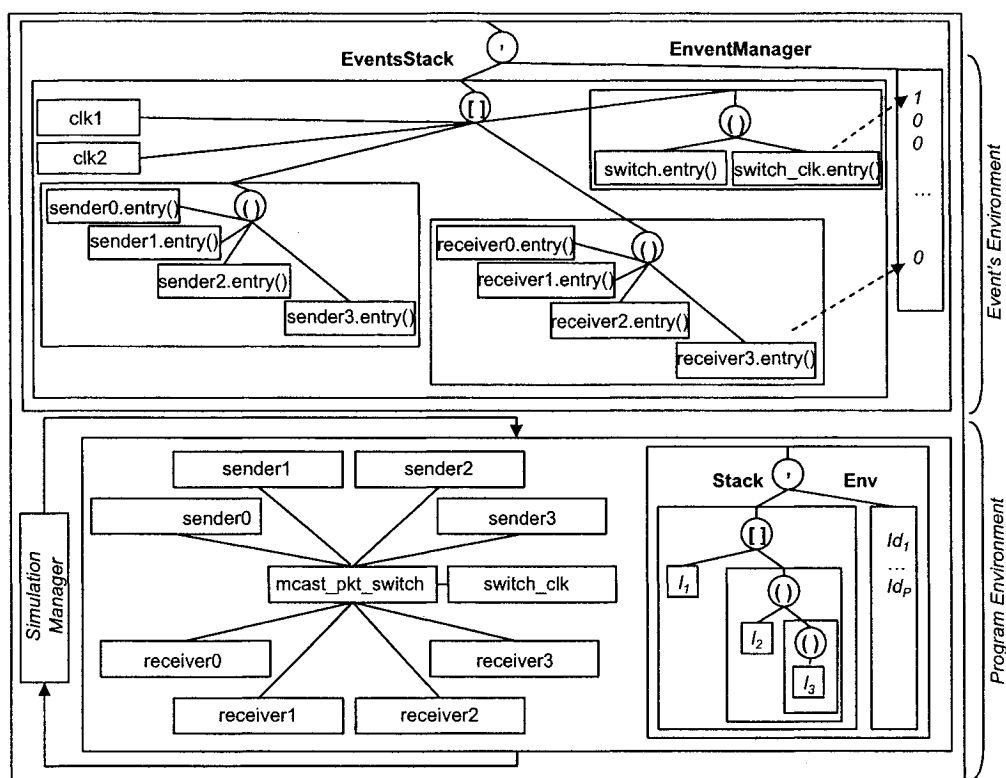 ,
EventsStack
EnventManager
[ ]
clk1
clk2
( )
switch.entry()
switch_clk.entry()
1
0
0
...
0
( )
sender0.entry()
sender1.entry()
sender2.entry()
sender3.entry()
( )
receiver0.entry()
receiver1.entry()
receiver2.entry()
receiver3.entry()
Event's Environment
Simulation
Manager
sender1
sender2
sender0
sender3
mcast_pkt_switch
switch_clk
receiver0
receiver3
receiver1
receiver2
,
Stack
Env
[ ]
I1
( )
I2
( )
I3
Id1
...
IdP
Program Environment